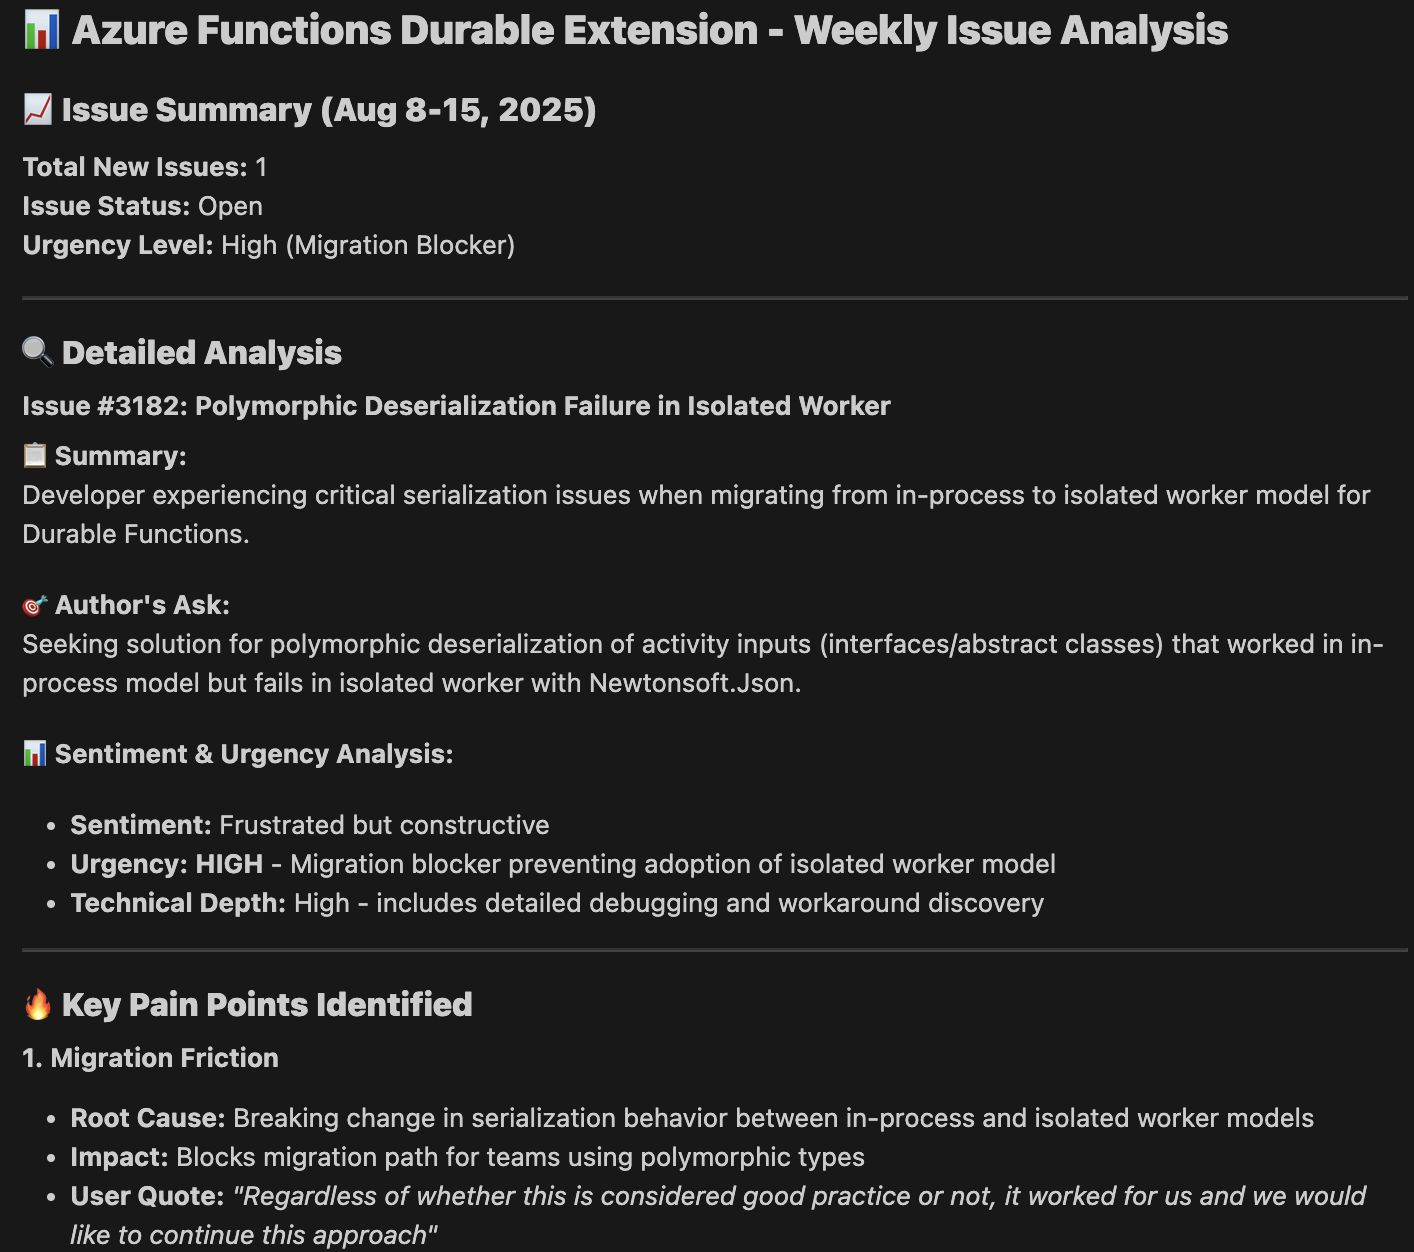 📊 Azure Functions Durable Extension - Weekly Issue Analysis
📈 Issue Summary (Aug 8-15, 2025)
Total New Issues: 1
Issue Status: Open
Urgency Level: High (Migration Blocker)
🔍 Detailed Analysis
Issue #3182: Polymorphic Deserialization Failure in Isolated Worker
📋 Summary:
Developer experiencing critical serialization issues when migrating from in-process to isolated worker model for
Durable Functions.
🎯 Author's Ask:
Seeking solution for polymorphic deserialization of activity inputs (interfaces/abstract classes) that worked in in-
process model but fails in isolated worker with Newtonsoft.Json.
📊 Sentiment & Urgency Analysis:
• Sentiment: Frustrated but constructive
• Urgency: HIGH - Migration blocker preventing adoption of isolated worker model
• Technical Depth: High - includes detailed debugging and workaround discovery
🔥 Key Pain Points Identified
1. Migration Friction
• Root Cause: Breaking change in serialization behavior between in-process and isolated worker models
• Impact: Blocks migration path for teams using polymorphic types
• User Quote: "Regardless of whether this is considered good practice or not, it worked for us and we would
like to continue this approach"